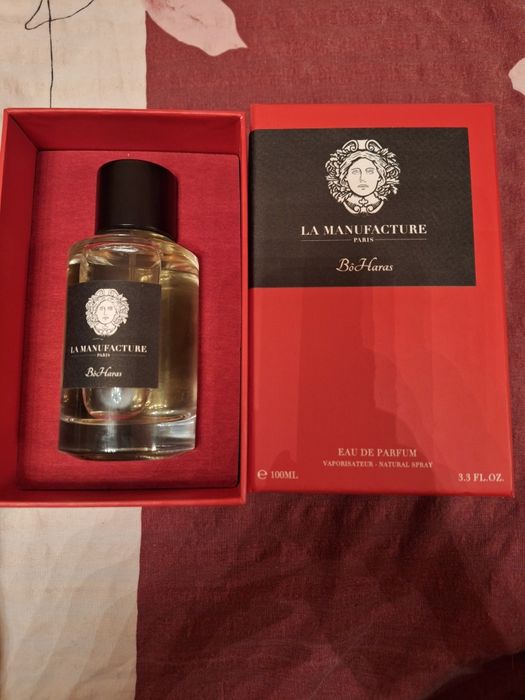 LA MANUFACTURE
PARIS
BôHaras
LA MANUFACTURE
PARIS
BôHaras
EAU DE PARFUM
VAPORISATEUR - NATURAL SPRAY
℮ 100ML
3.3 FL.OZ.